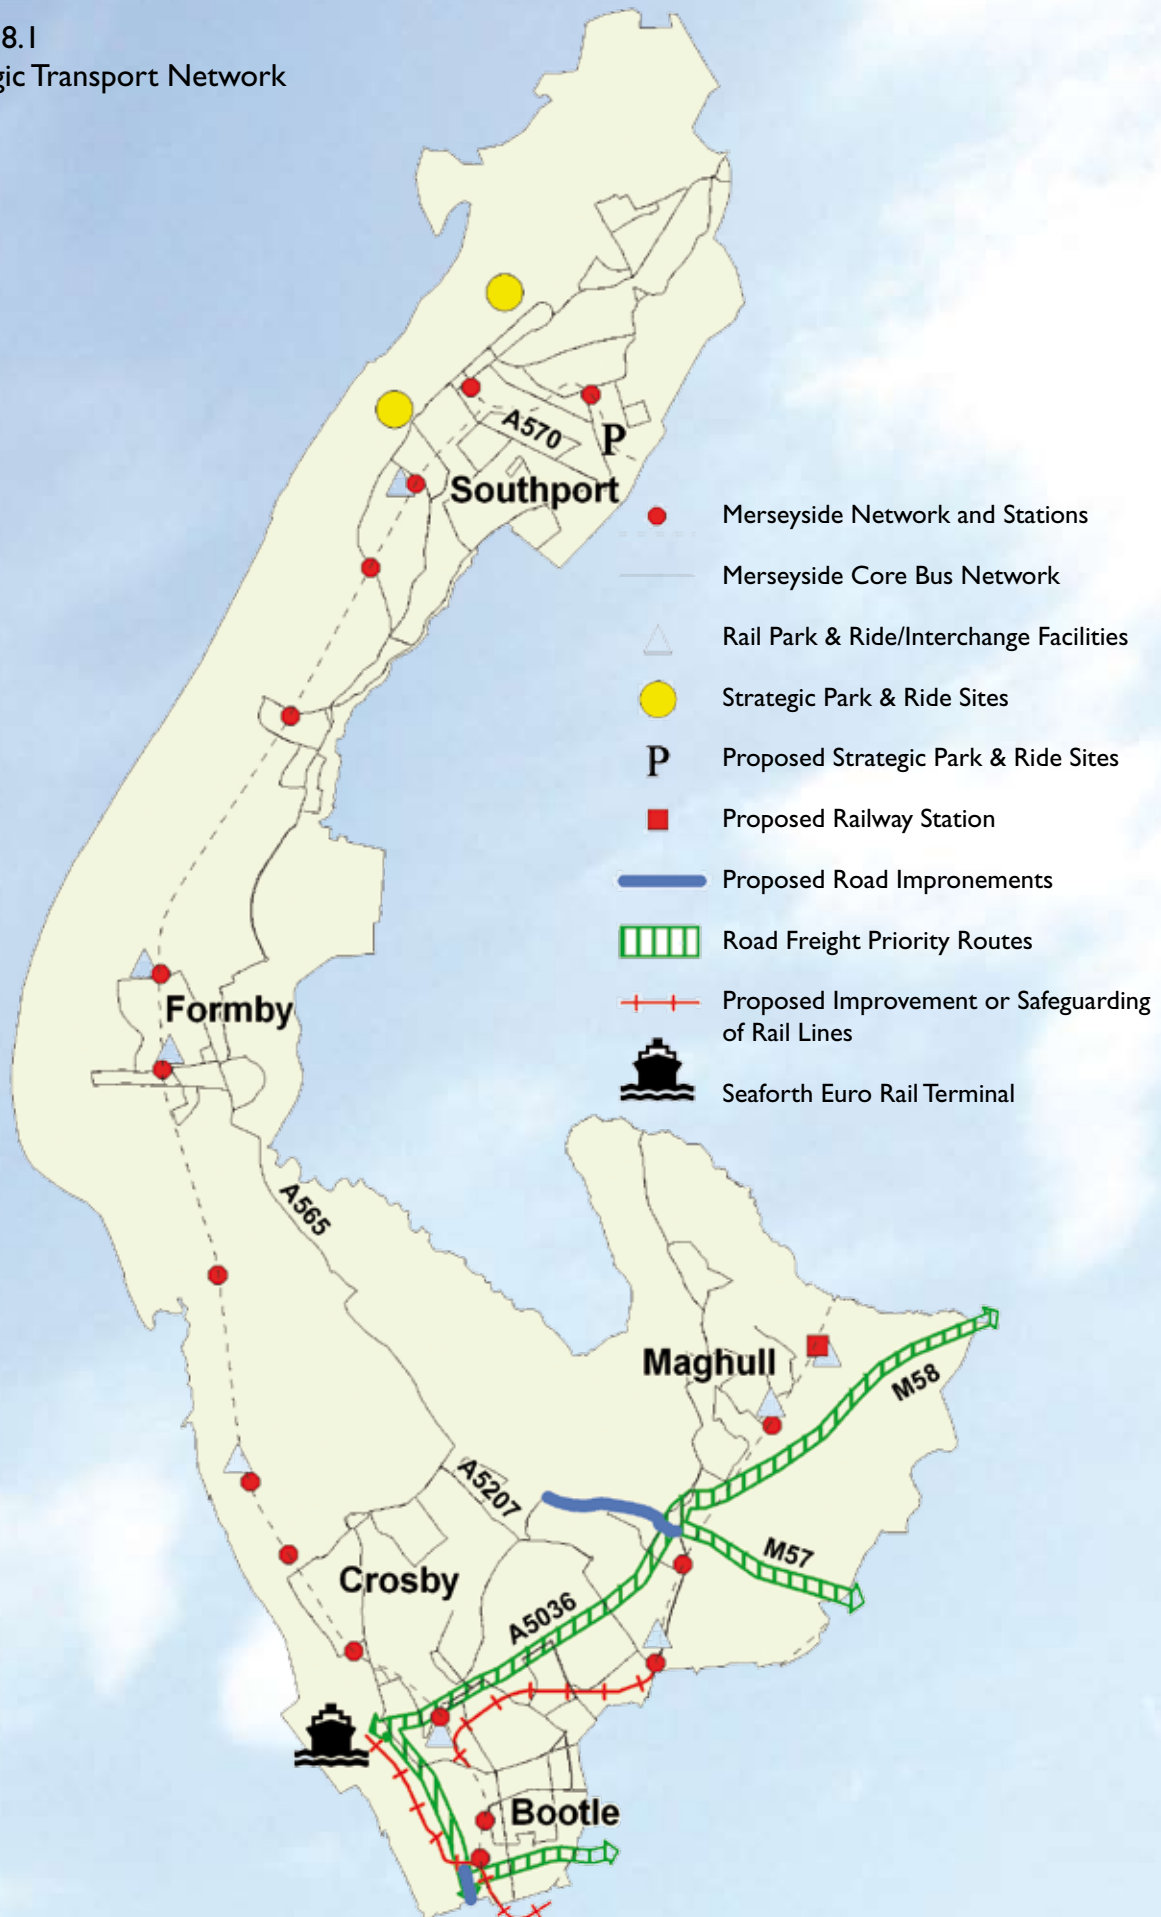 8.1
gic Transport Network
A570
P
Southport
Merseyside Network and Stations
Merseyside Core Bus Network
Rail Park & Ride/Interchange Facilities
Strategic Park & Ride Sites
P
Proposed Strategic Park & Ride Sites
Proposed Railway Station
Proposed Road Impronements
Road Freight Priority Routes
Proposed Improvement or Safeguarding
of Rail Lines
Seaforth Euro Rail Terminal
Formby
A565
Maghull
M58
A5207
M57
Crosby
A5036
Bootle